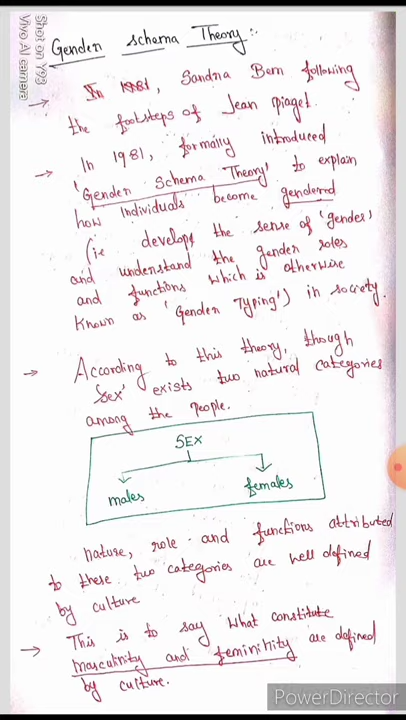 Gender schema Theory :-
→ In 1981, Sandra Bem following
the footsteps of Jean piaget.
→ In 1981, formally introduced
'Gender Schema Theory' to explain
how individuals become gendered
(ie develops the sense of 'gender'
and understand the gender roles
and functions which is otherwise
known as 'Gender Typing') in society.
→ According to this theory, though
'sex' exists two natural categories
among the people.
SEX
males females
nature, role and functions attributed
to these two categories are well defined
by culture
→ This is to say what constitute
masculinity and femininity are defined
by culture.
Shot on Y93
Vivo AI camera
PowerDirector